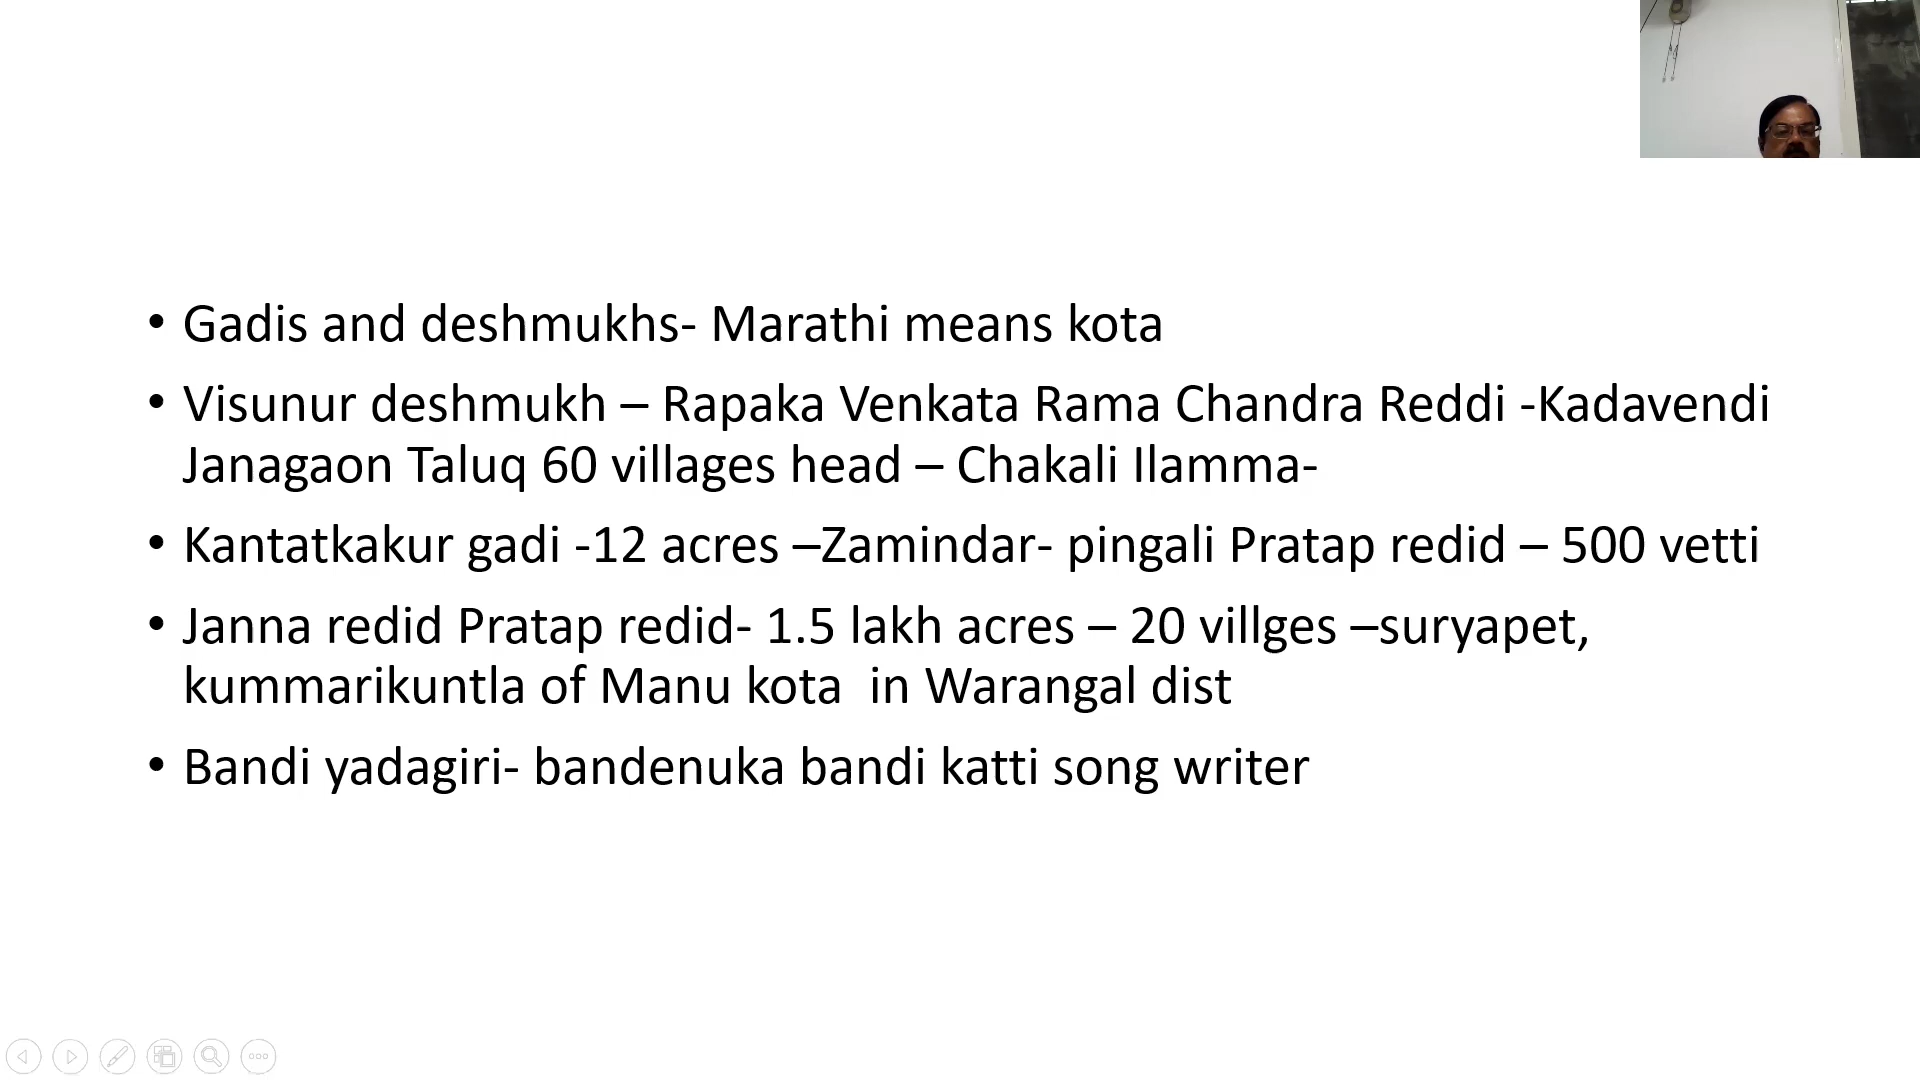 • Gadis and deshmukhs- Marathi means kota
• Visunur deshmukh – Rapaka Venkata Rama Chandra Reddi -Kadavendi
Janagaon Taluq 60 villages head – Chakali Ilamma-
• Kantatkakur gadi -12 acres –Zamindar- pingali Pratap redid – 500 vetti
• Janna redid Pratap redid- 1.5 lakh acres – 20 villges –suryapet,
kummarikuntla of Manu kota  in Warangal dist
• Bandi yadagiri- bandenuka bandi katti song writer